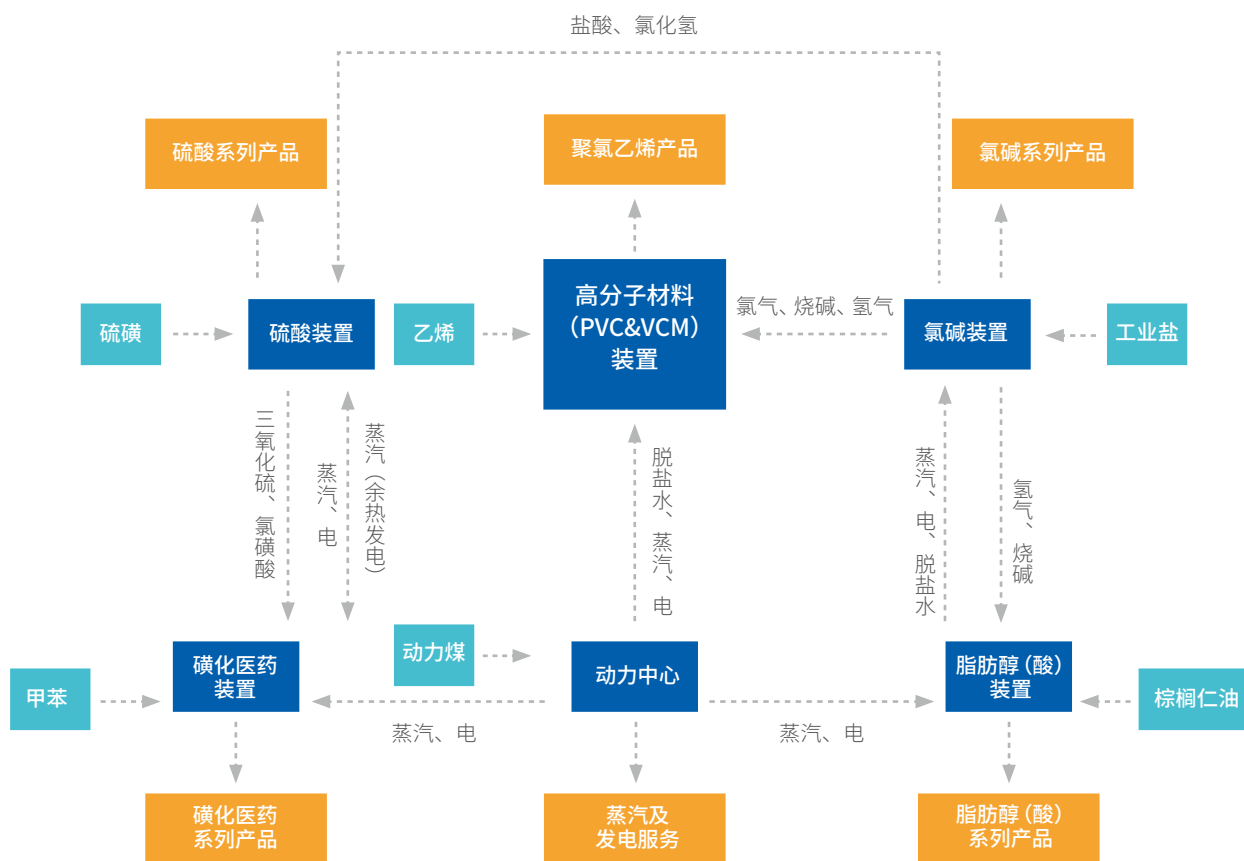 盐酸、氯化氢
硫酸系列产品
聚氯乙烯产品
氯碱系列产品
硫磺
硫酸装置
乙烯
高分子材料
（PVC&VCM）
装置
氯气、烧碱、氢气
氯碱装置
工业盐
三氧化硫、氯磺酸
蒸汽、电
蒸汽（余热发电）
脱盐水、蒸汽、电
蒸汽、电、脱盐水
氢气、烧碱
甲苯
磺化医药
装置
动力煤
动力中心
脂肪醇（酸）
装置
棕榈仁油
蒸汽、电
蒸汽、电
磺化医药
系列产品
蒸汽及
发电服务
脂肪醇（酸）
系列产品